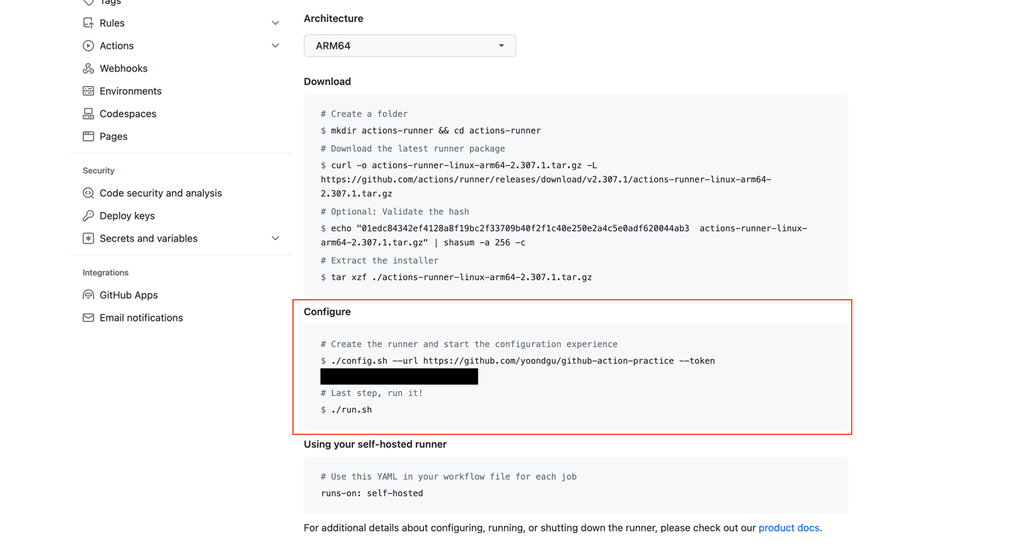 Tags
Rules
Actions
Webhooks
Environments
Codespaces
Pages
Security
Code security and analysis
Deploy keys
Secrets and variables
Integrations
GitHub Apps
Email notifications
Architecture
ARM64
Download
# Create a folder
$ mkdir actions-runner && cd actions-runner
# Download the latest runner package
$ curl -o actions-runner-linux-arm64-2.307.1.tar.gz -L
https://github.com/actions/runner/releases/download/v2.307.1/actions-runner-linux-arm64-
2.307.1.tar.gz
# Optional: Validate the hash
$ echo "01edc84342ef4128a8f19bc2f33709b40f2f1c40e250e2a4c5e0adf620044ab3  actions-runner-linux-
arm64-2.307.1.tar.gz" | shasum -a 256 -c
# Extract the installer
$ tar xzf ./actions-runner-linux-arm64-2.307.1.tar.gz
Configure
# Create the runner and start the configuration experience
$ ./config.sh --url https://github.com/yoondgu/github-action-practice --token
# Last step, run it!
$ ./run.sh
Using your self-hosted runner
# Use this YAML in your workflow file for each job
runs-on: self-hosted
For additional details about configuring, running, or shutting down the runner, please check out our product docs.